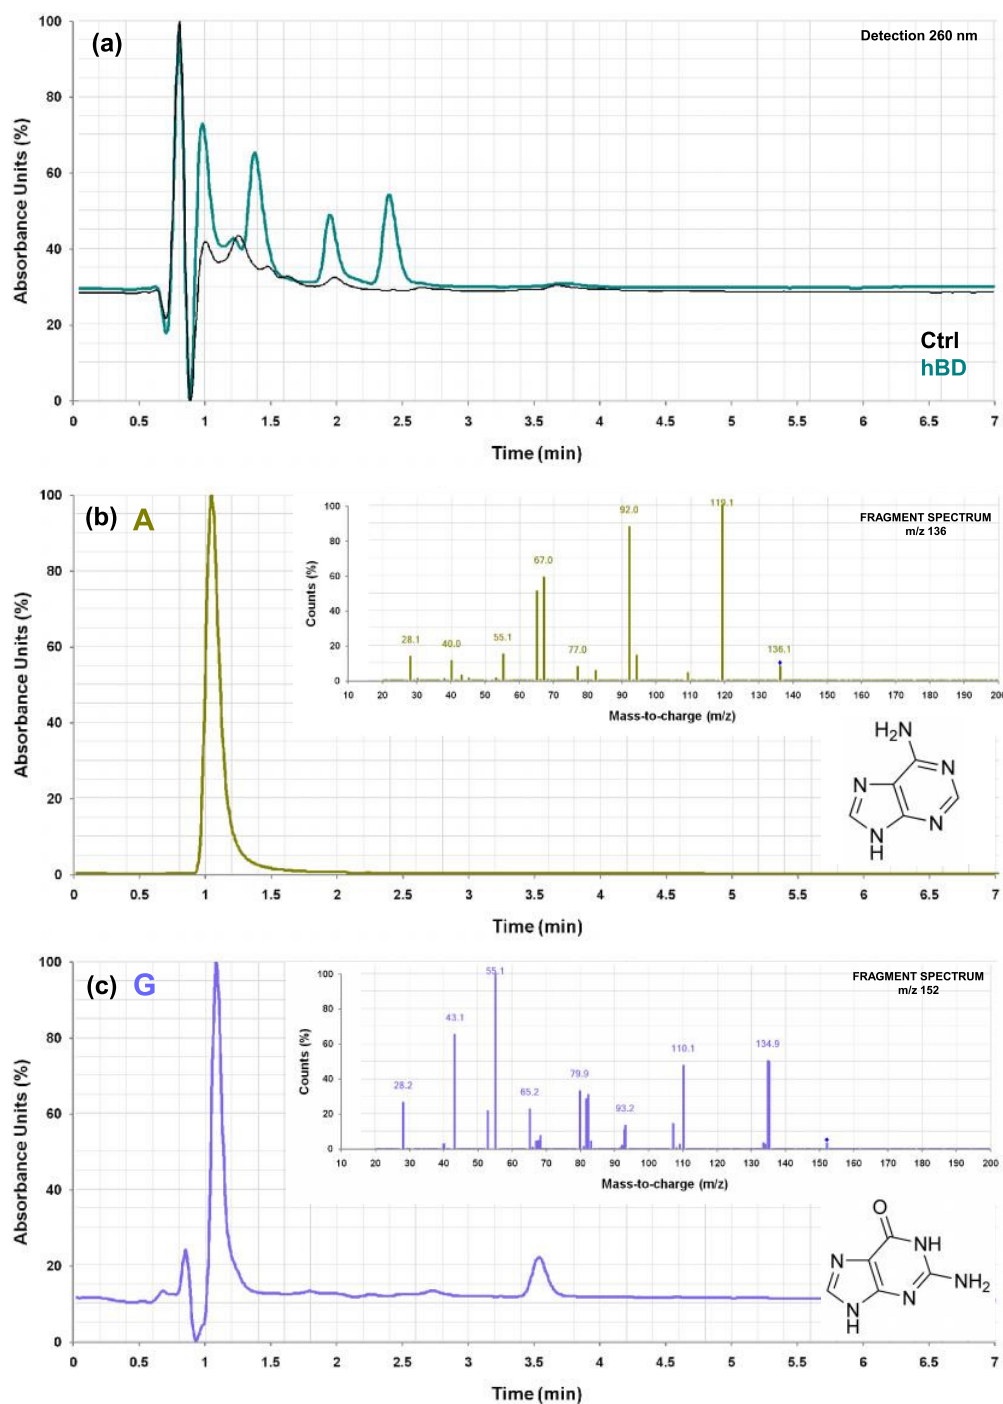 (a)
Detection 260 nm
Absorbance Units (%)
100
80
60
40
20
0
Ctrl
hBD
0 0.5 1 1.5 2 2.5 3 3.5 4 4.5 5 5.5 6 6.5 7
Time (min)
(b) A
Absorbance Units (%)
100
80
60
40
20
0
FRAGMENT SPECTRUM
m/z 136
Counts (%)
100
80
60
40
20
0
28.1 40.0 55.1 67.0 77.0 92.0 119.1 136.1
10 20 30 40 50 60 70 80 90 100 110 120 130 140 150 160 170 180 190 200
Mass-to-charge (m/z)
H2N
N
N
N
N
H
0 0.5 1 1.5 2 2.5 3 3.5 4 4.5 5 5.5 6 6.5 7
Time (min)
(c) G
Absorbance Units (%)
100
80
60
40
20
0
FRAGMENT SPECTRUM
m/z 152
Counts (%)
100
80
60
40
20
0
28.2 43.1 55.1 65.2 79.9 93.2 110.1 134.9
10 20 30 40 50 60 70 80 90 100 110 120 130 140 150 160 170 180 190 200
Mass-to-charge (m/z)
O
N
NH
N
NH2
N
H
0 0.5 1 1.5 2 2.5 3 3.5 4 4.5 5 5.5 6 6.5 7
Time (min)